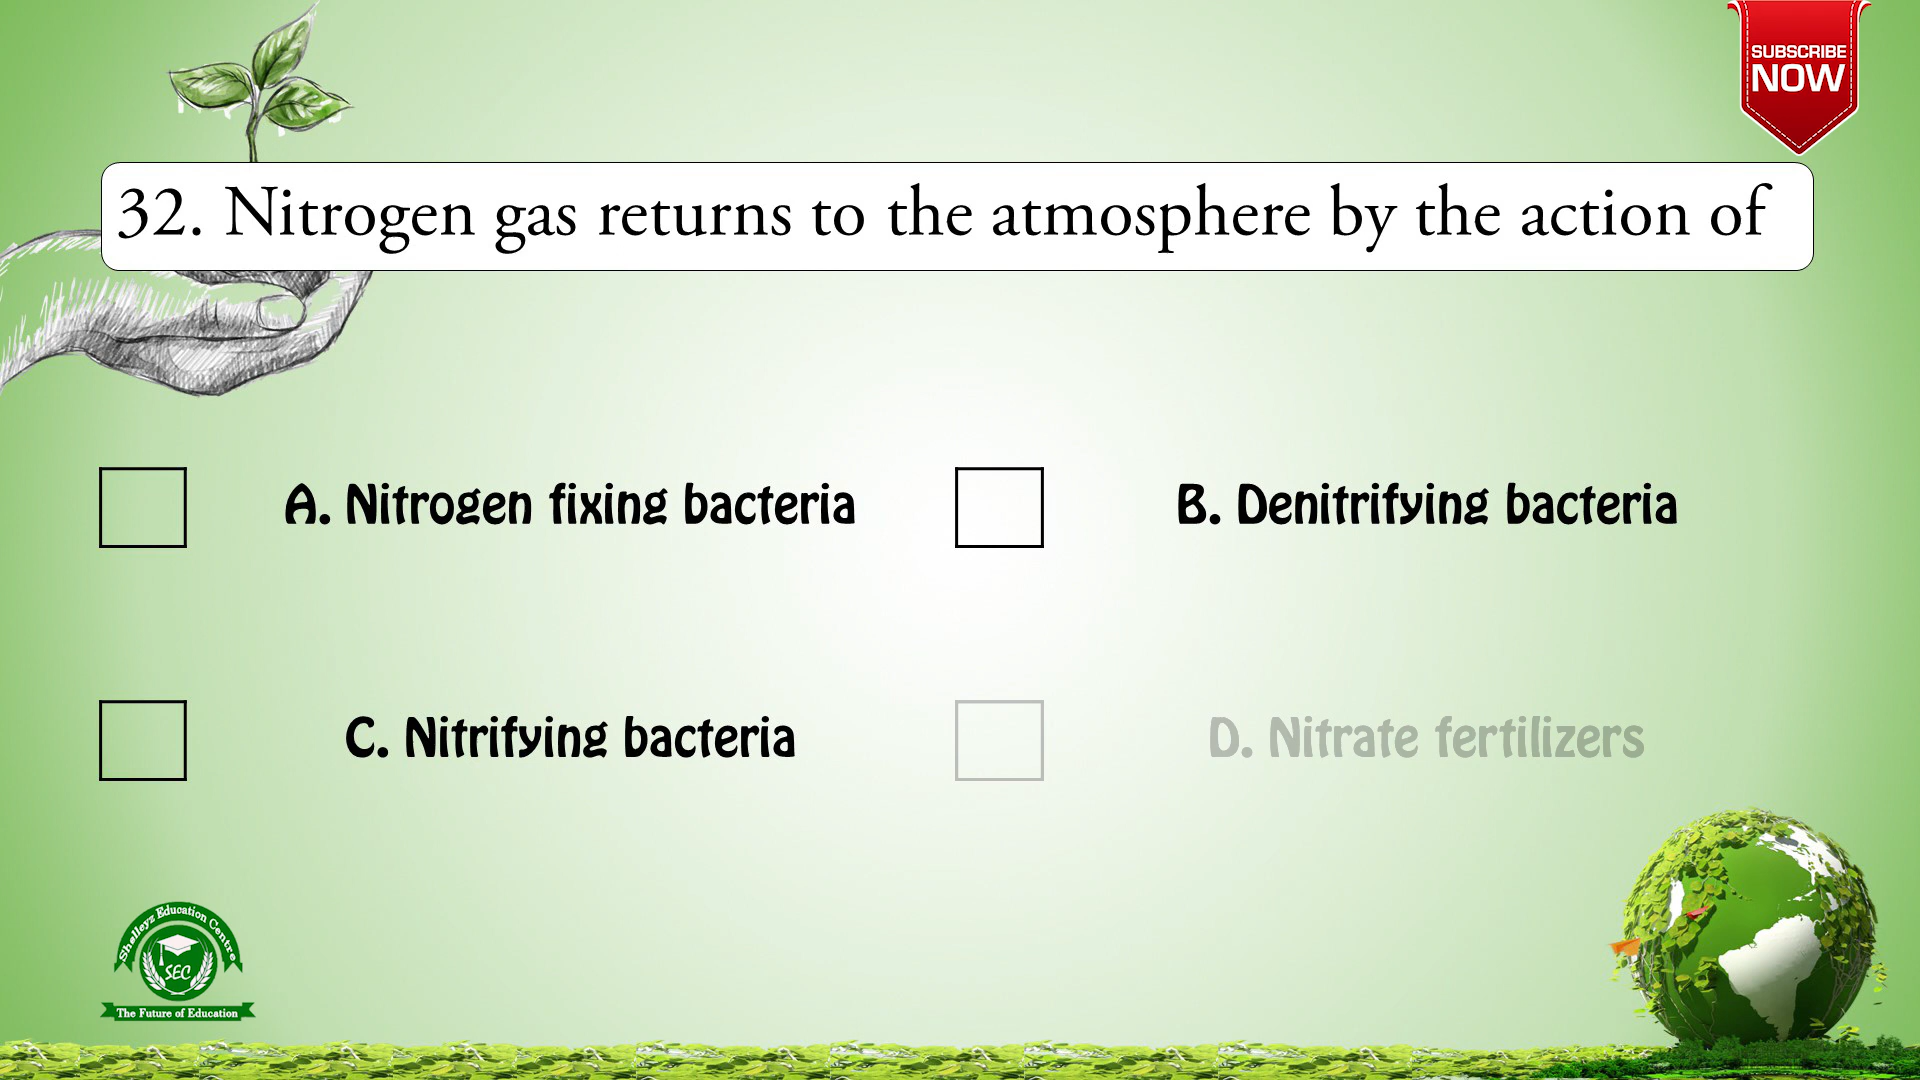 SUBSCRIBE
NOW
32. Nitrogen gas returns to the atmosphere by the action of
A. Nitrogen fixing bacteria
B. Denitrifying bacteria
C. Nitrifying bacteria
D. Nitrate fertilizers
Shelleyz Education Centre
SEC
The Future of Education